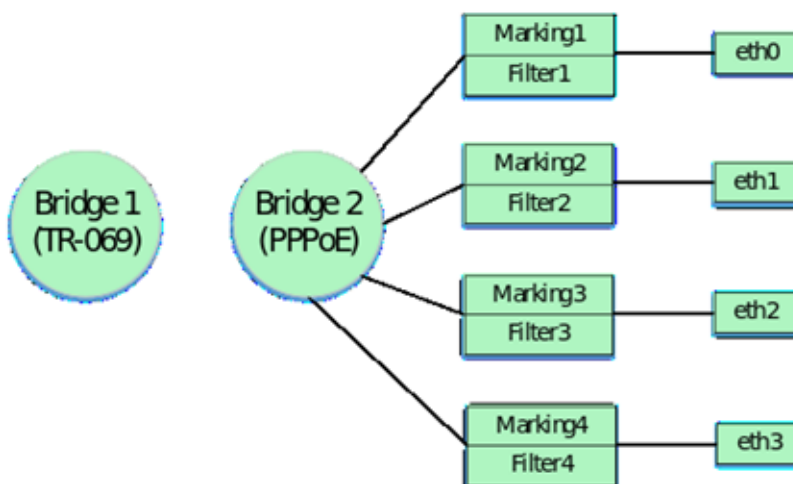 Marking1
Filter1
eth0
Bridge 1
(TR-069)
Bridge 2
(PPPoE)
Marking2
Filter2
eth1
Marking3
Filter3
eth2
Marking4
Filter4
eth3